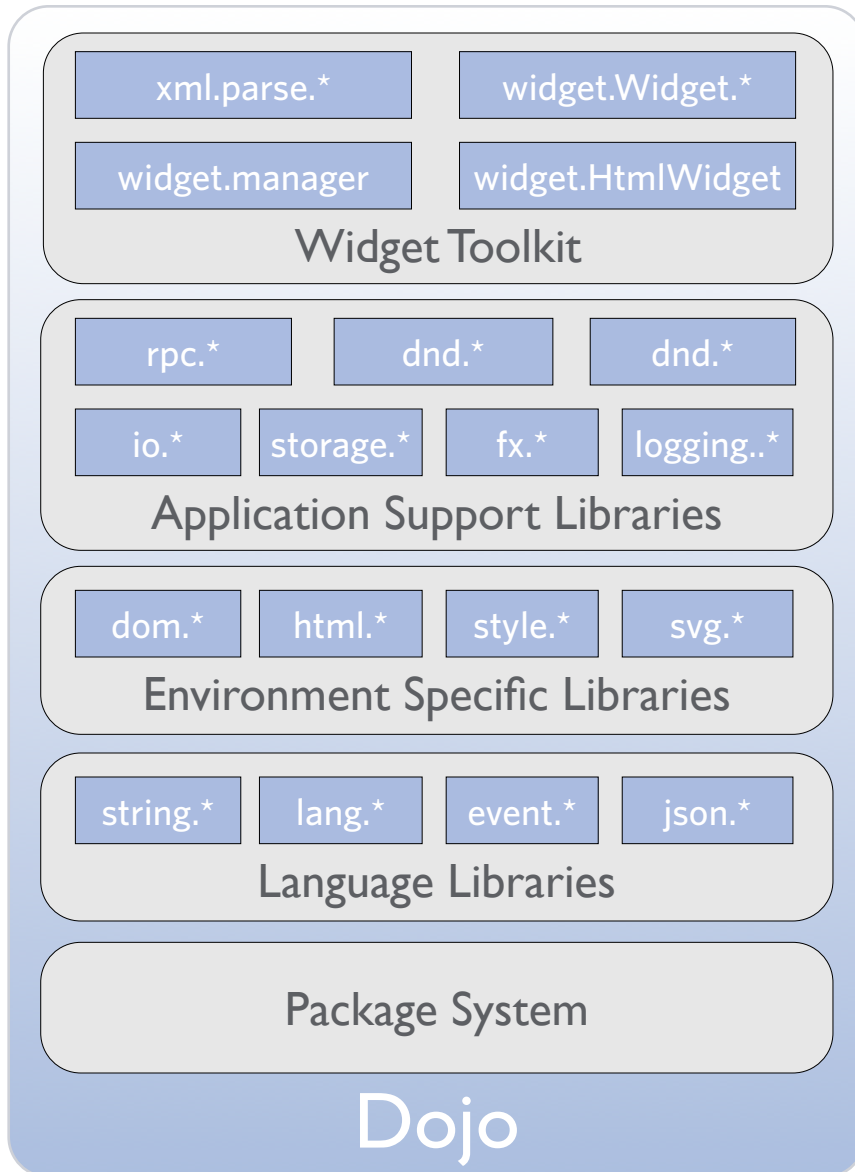 xml.parse.* widget.Widget.*
widget.manager widget.HtmlWidget
Widget Toolkit
rpc.* dnd.* dnd.*
io.* storage.* fx.* logging..*
Application Support Libraries
dom.* html.* style.* svg.*
Environment Specific Libraries
string.* lang.* event.* json.*
Language Libraries
Package System
Dojo